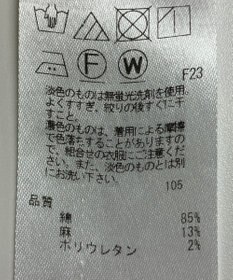 F W F23
淡色のものは無蛍光洗剤を使用。
よくすすぎ、絞りの後すぐに干
すこと。
濃色のものは、着用による摩擦
で色落ちすることがありますの
で、組合せの衣服にご注意くだ
さい。また、淡色のものとは別
にお洗い下さい。
105
品質
綿 85%
麻 13%
ポリウレタン 2%